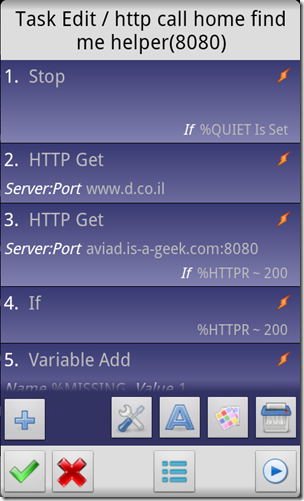 Task Edit / http call home find
me helper(8080)
1. Stop
If %QUIET Is Set
2. HTTP Get
Server:Port www.d.co.il
3. HTTP Get
Server:Port aviad.is-a-geek.com:8080
If %HTTPR ~ 200
4. If
%HTTPR ~ 200
5. Variable Add
Name %MISSING Value 1
A